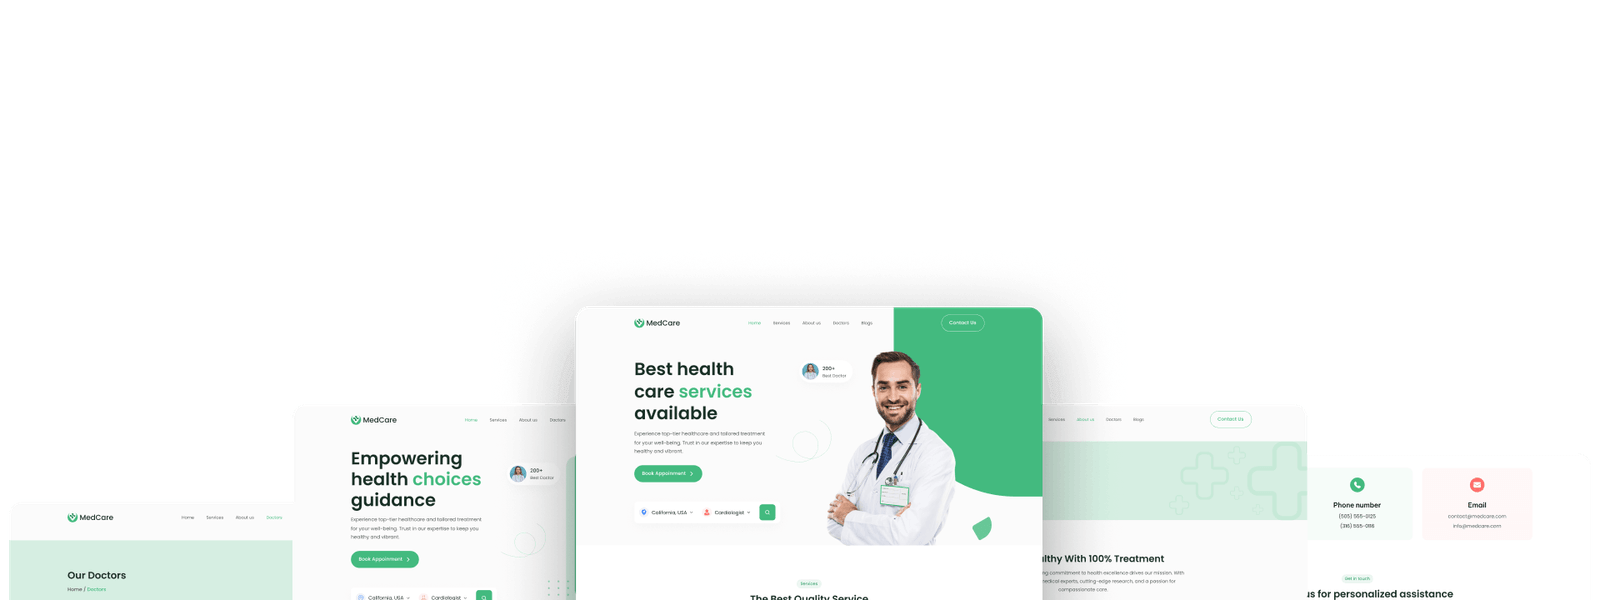 MedCare
Home Services About us Doctors Blogs
Contact Us
Best health
care services
available
200+
Best Doctor
Experience top-tier healthcare and tailored treatment
for your well-being. Trust in our expertise to keep you
healthy and vibrant.
Book Appointment
California, USA
Cardiologist
Services
The Best Quality Service
MedCare
Home Services About us Doctors
Empowering
health choices
guidance
200+
Best Doctor
Experience top-tier healthcare and tailored treatment
for your well-being. Trust in our expertise to keep you
healthy and vibrant.
Book Appointment
California, USA
Cardiologist
MedCare
Home Services About us Doctors
Our Doctors
Home / Doctors
Services About us Doctors Blogs
Contact Us
lthy With 100% Treatment
ng commitment to health excellence drives our mission. With
medical experts, cutting-edge research, and a passion for
compassionate care.
Phone number
(505) 555-0125
Email
contact@medcare.com
info@medcare.com
Get in touch
us for personalized assistance